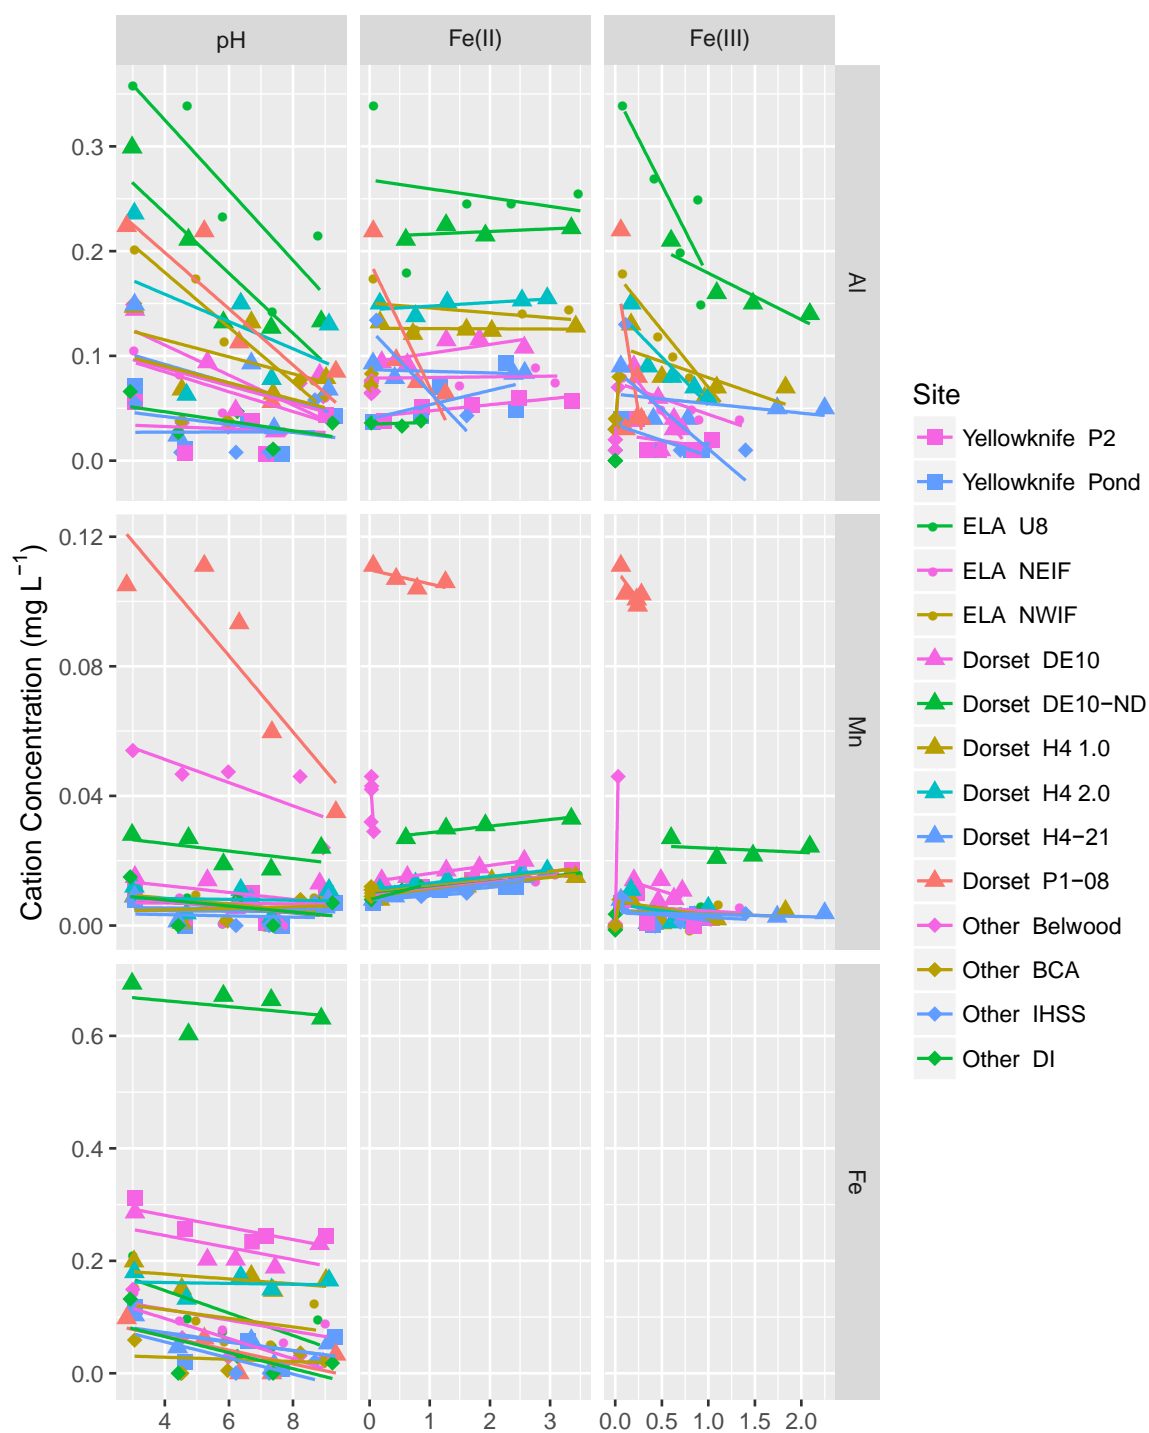 pH
Fe(II)
Fe(III)
0.3
0.2
0.1
0.0
Al
0.12
0.08
0.04
0.00
Mn
0.6
0.4
0.2
0.0
Fe
4 6 8
0 1 2 3
0.0 0.5 1.0 1.5 2.0
Cation Concentration (mg L⁻¹)
Site
Yellowknife P2
Yellowknife Pond
ELA U8
ELA NEIF
ELA NWIF
Dorset DE10
Dorset DE10−ND
Dorset H4 1.0
Dorset H4 2.0
Dorset H4−21
Dorset P1−08
Other Belwood
Other BCA
Other IHSS
Other DI